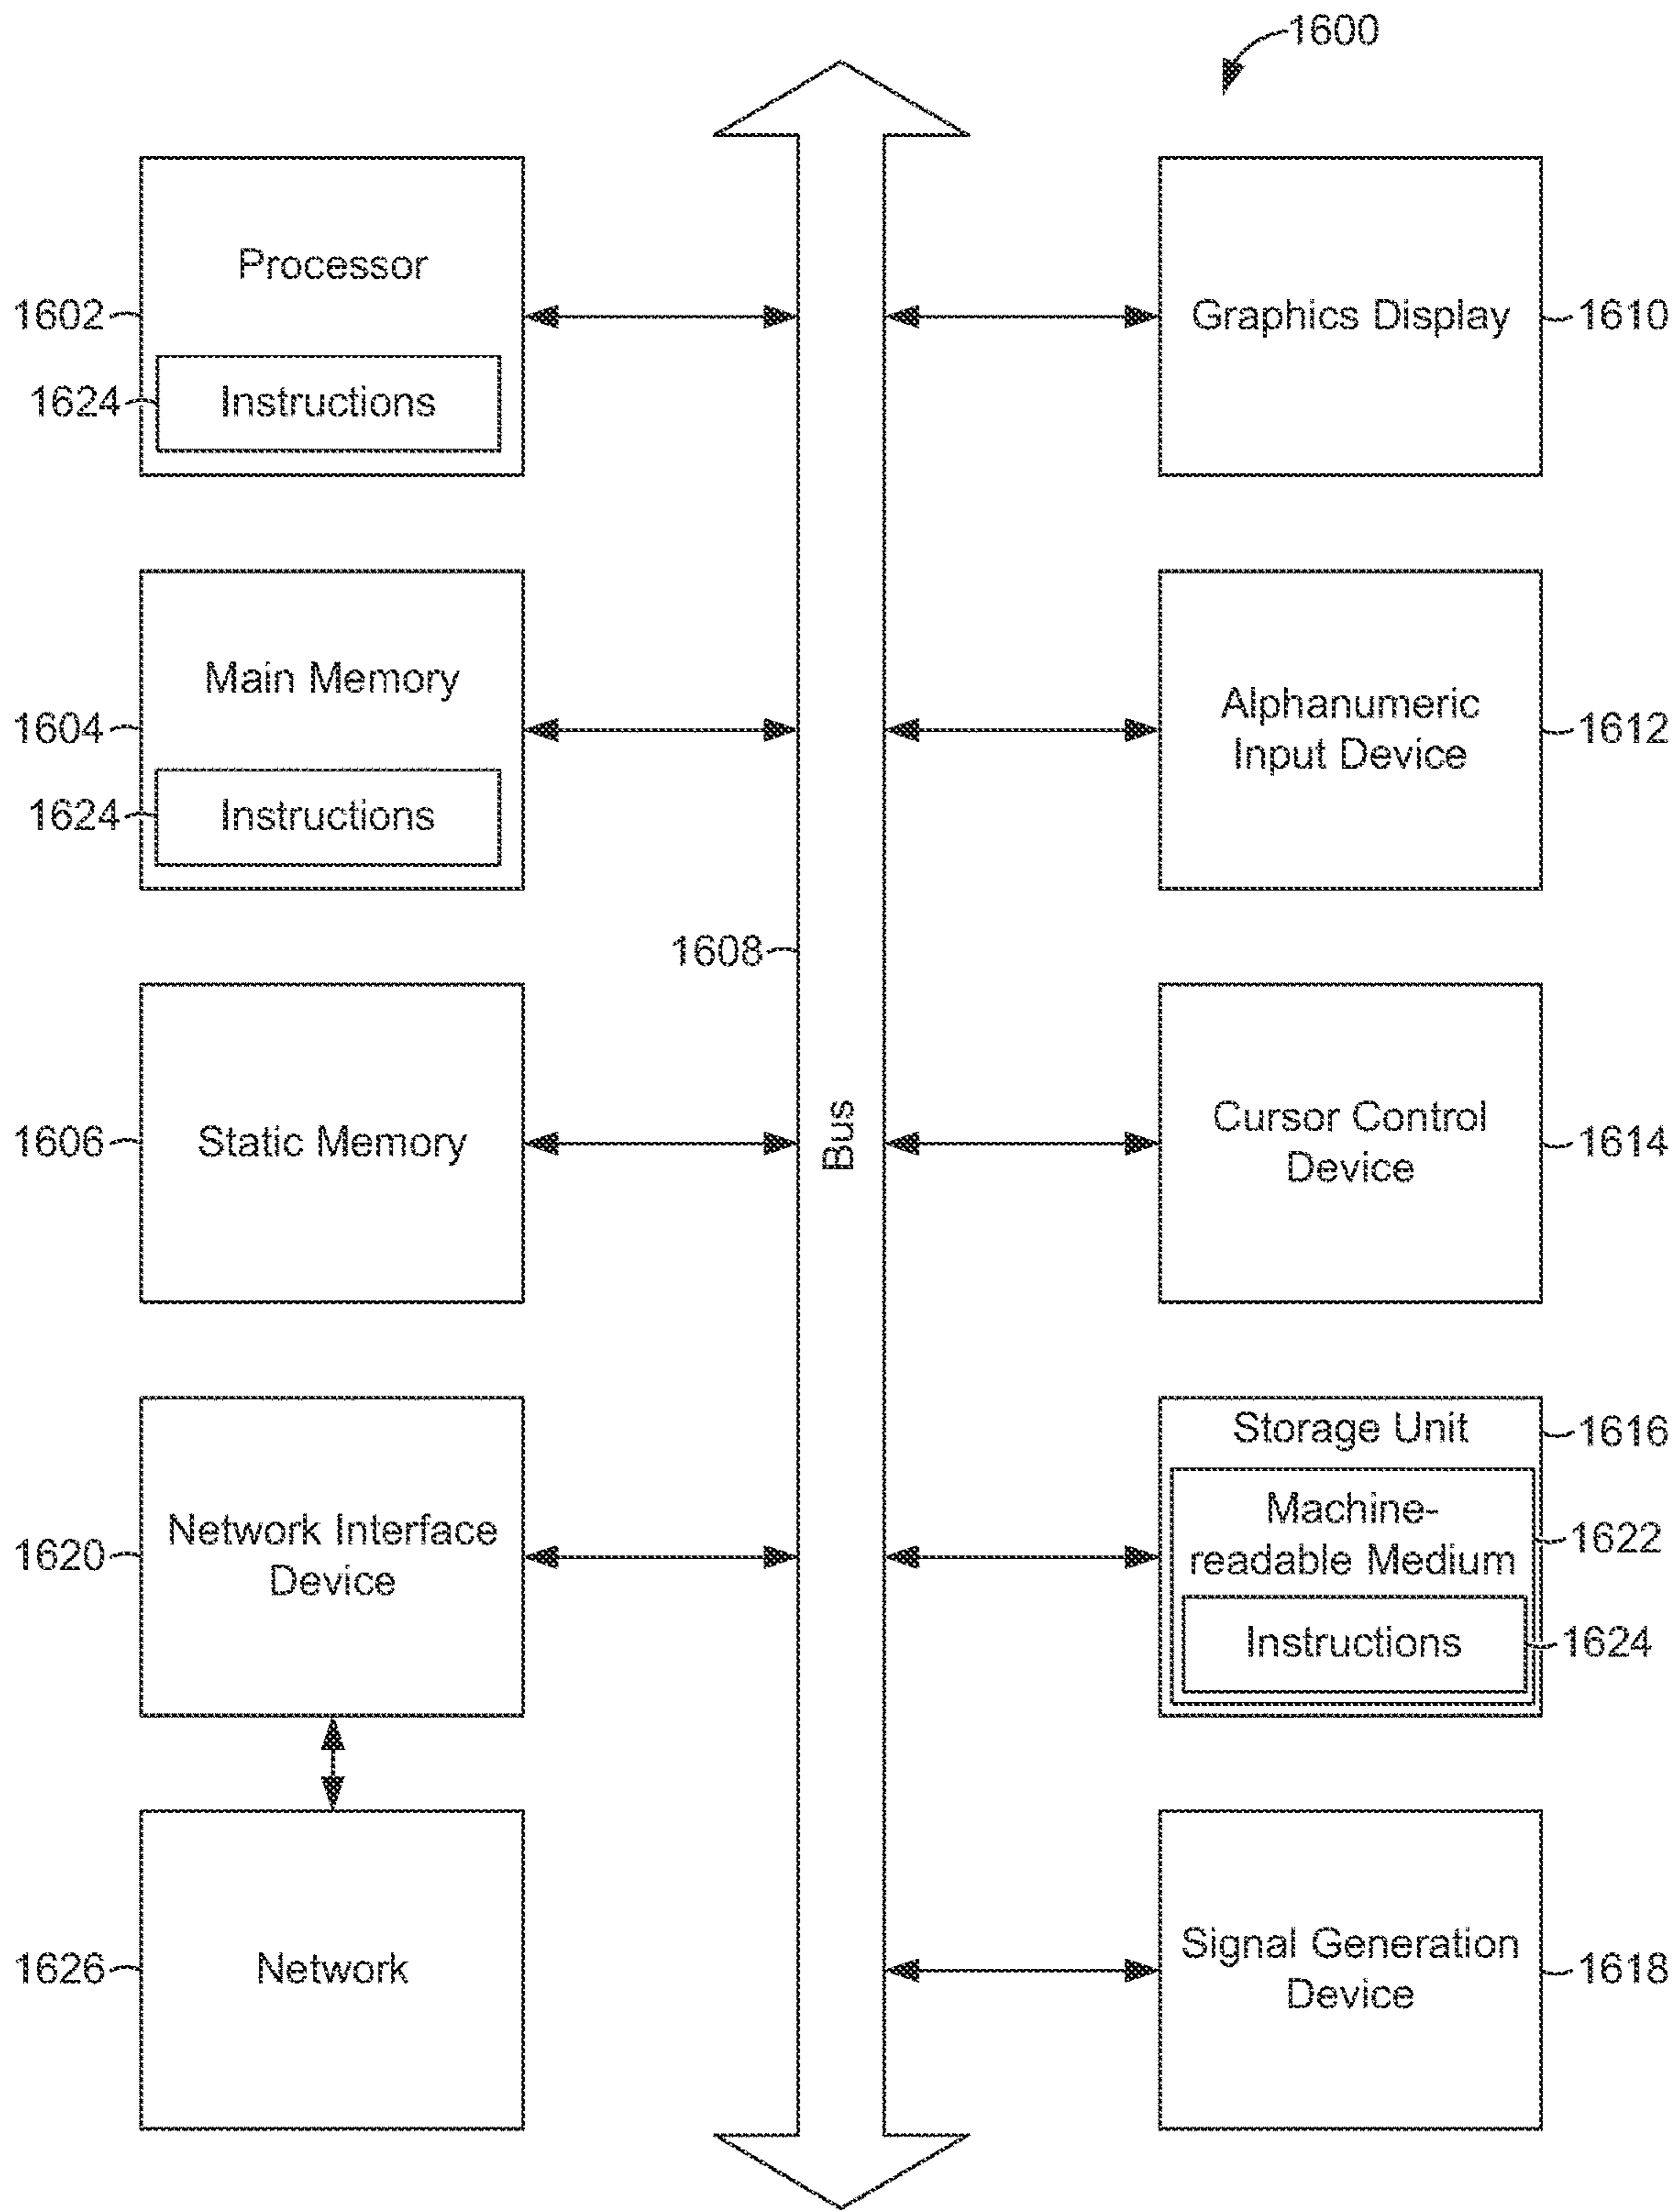 1600
Processor
1602
1624
Instructions
Graphics Display
1610
Main Memory
1604
1624
Instructions
Alphanumeric
Input Device
1612
1608
Bus
Static Memory
1606
Cursor Control
Device
1614
Network Interface
Device
1620
Storage Unit
1616
Machine-
readable Medium
1622
Instructions
1624
Network
1626
Signal Generation
Device
1618